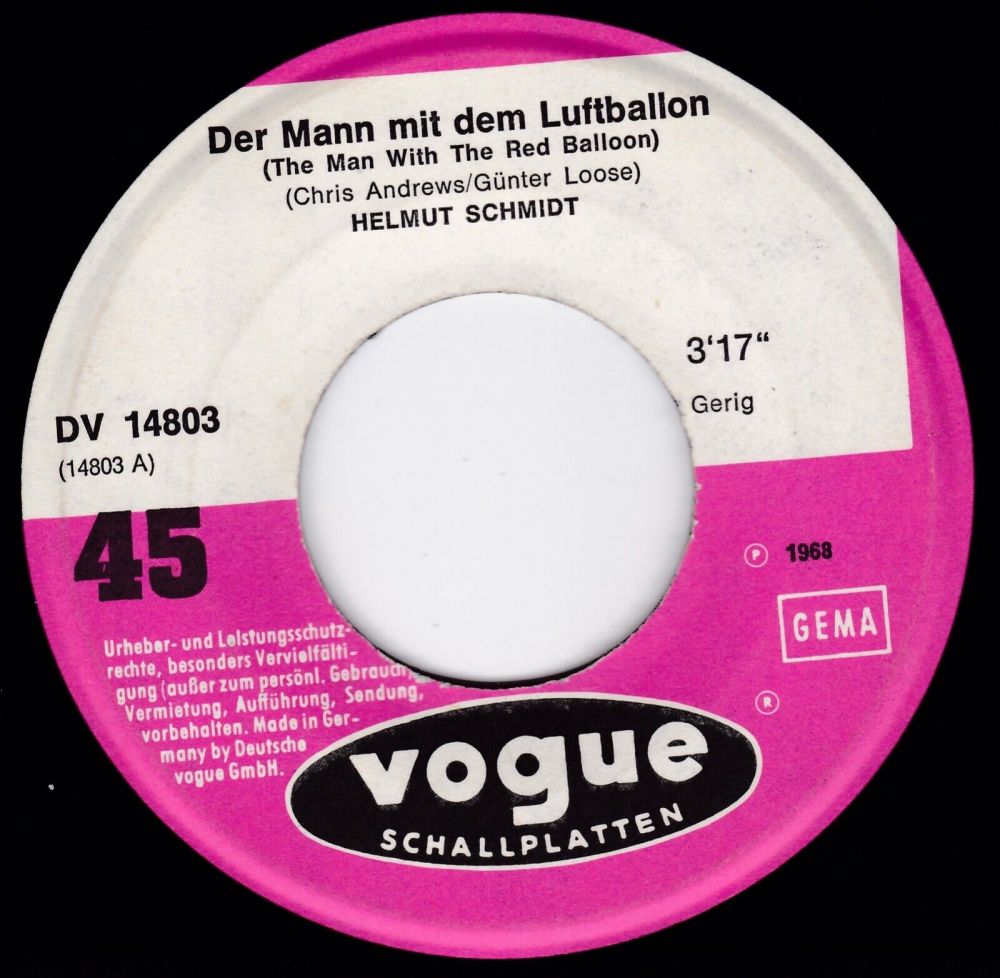 Der Mann mit dem Luftballon
(The Man With The Red Balloon)
(Chris Andrews/Günter Loose)
HELMUT SCHMIDT
3‘17“
Gerig
DV 14803
(14803 A)
45
℗ 1968
GEMA
Urheber- und Leistungsschutz-
rechte, besonders Vervielfälti-
gung (außer zum persönl. Gebrauch,
Vermietung, Aufführung, Sendung,
vorbehalten. Made in Ger-
many by Deutsche
vogue GmbH.
®
vogue
SCHALLPLATTEN